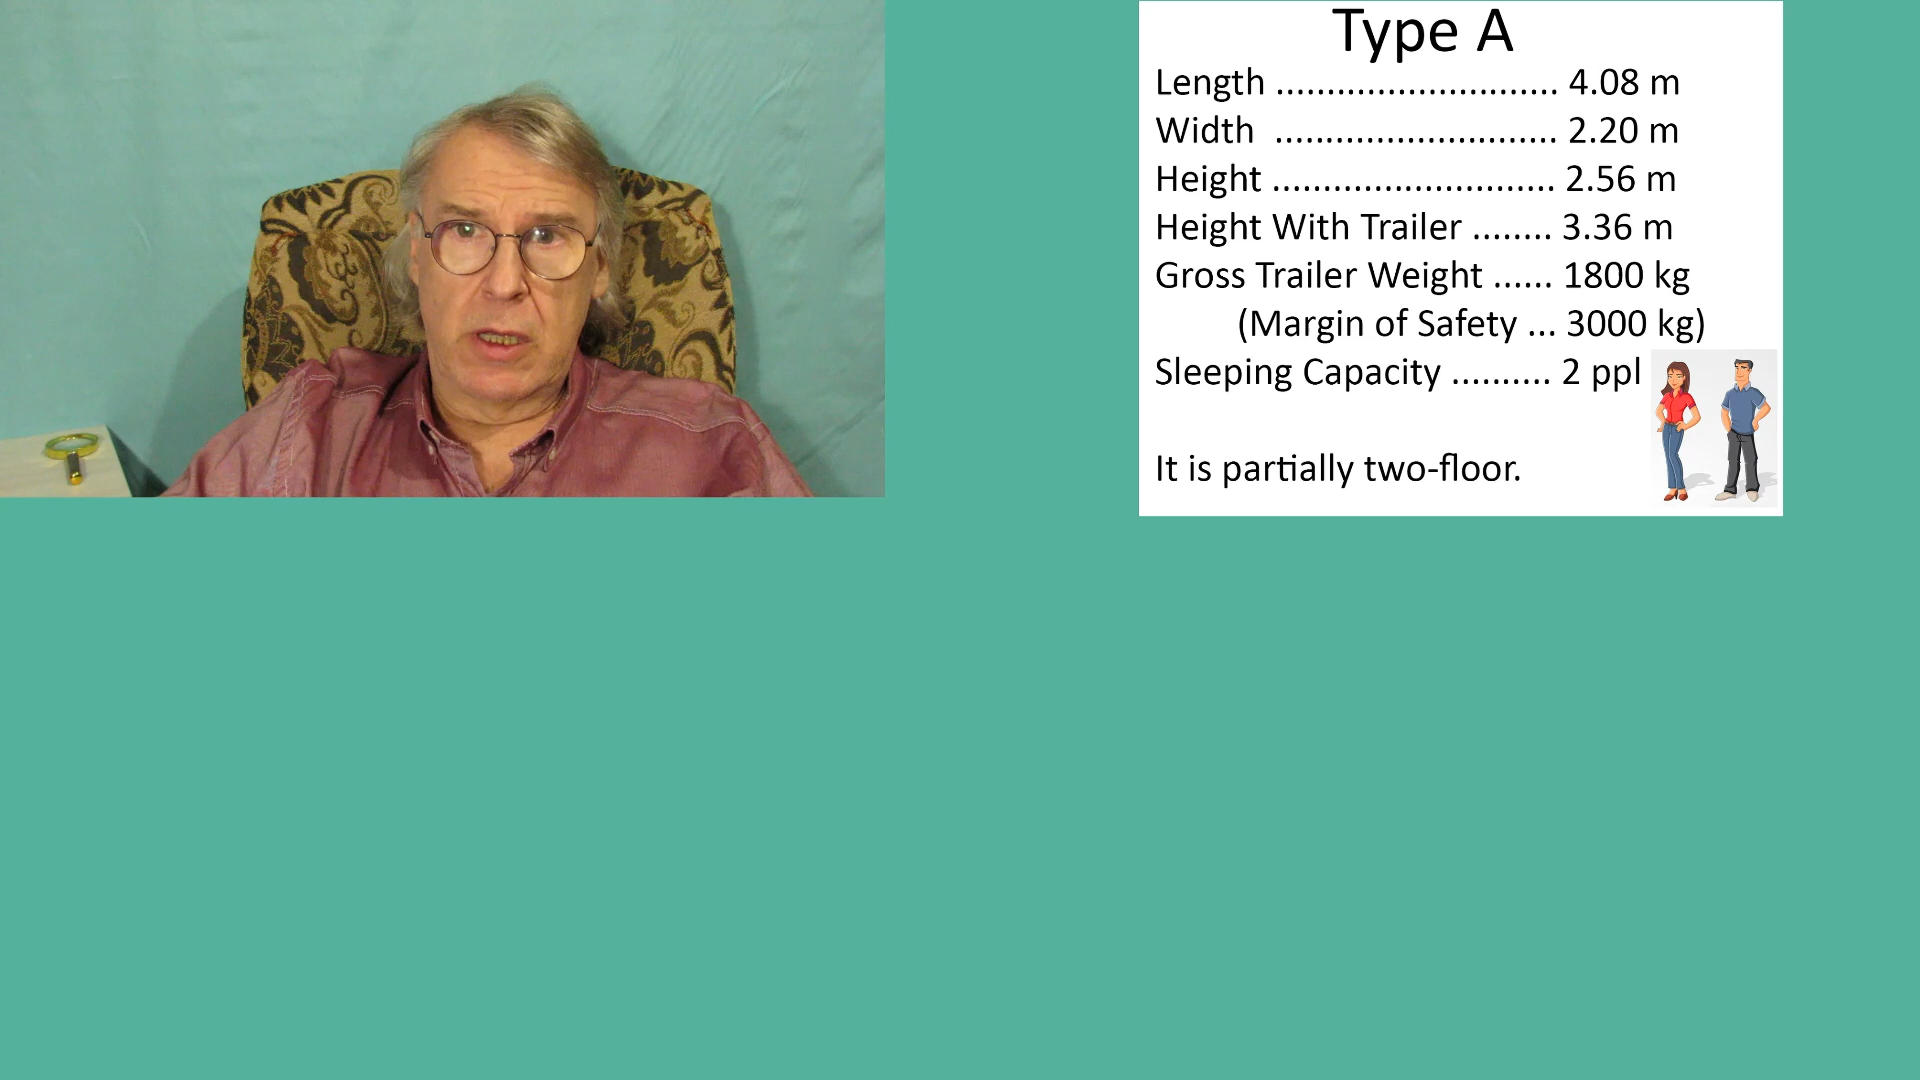 Type A
Length ............................ 4.08 m
Width ............................ 2.20 m
Height ............................ 2.56 m
Height With Trailer ........ 3.36 m
Gross Trailer Weight ...... 1800 kg
(Margin of Safety ... 3000 kg)
Sleeping Capacity .......... 2 ppl
It is partially two-floor.